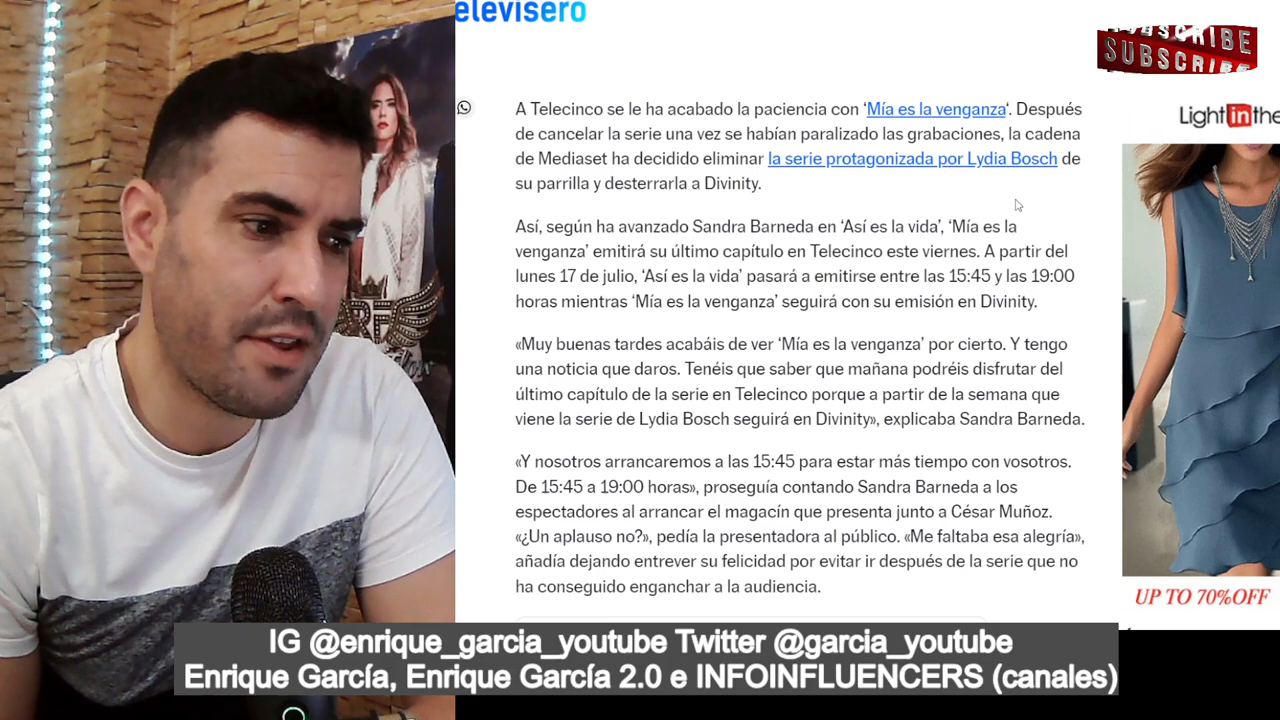 elevisero
SUBSCRIBE
SUBSCRIBE
A Telecinco se le ha acabado la paciencia con ‘Mía es la venganza‘. Después
de cancelar la serie una vez se habían paralizado las grabaciones, la cadena
de Mediaset ha decidido eliminar la serie protagonizada por Lydia Bosch de
su parrilla y desterrarla a Divinity.
Así, según ha avanzado Sandra Barneda en ‘Así es la vida’, ‘Mía es la
venganza’ emitirá su último capítulo en Telecinco este viernes. A partir del
lunes 17 de julio, ‘Así es la vida’ pasará a emitirse entre las 15:45 y las 19:00
horas mientras ‘Mía es la venganza’ seguirá con su emisión en Divinity.
«Muy buenas tardes acabáis de ver ‘Mía es la venganza’ por cierto. Y tengo
una noticia que daros. Tenéis que saber que mañana podréis disfrutar del
último capítulo de la serie en Telecinco porque a partir de la semana que
viene la serie de Lydia Bosch seguirá en Divinity», explicaba Sandra Barneda.
«Y nosotros arrancaremos a las 15:45 para estar más tiempo con vosotros.
De 15:45 a 19:00 horas», proseguía contando Sandra Barneda a los
espectadores al arrancar el magacín que presenta junto a César Muñoz.
«¿Un aplauso no?», pedía la presentadora al público. «Me faltaba esa alegría»,
añadía dejando entrever su felicidad por evitar ir después de la serie que no
ha conseguido enganchar a la audiencia.
Light in the
UP TO 70%OFF
RF
IG @enrique_garcia_youtube Twitter @garcia_youtube
Enrique García, Enrique García 2.0 e INFOINFLUENCERS (canales)